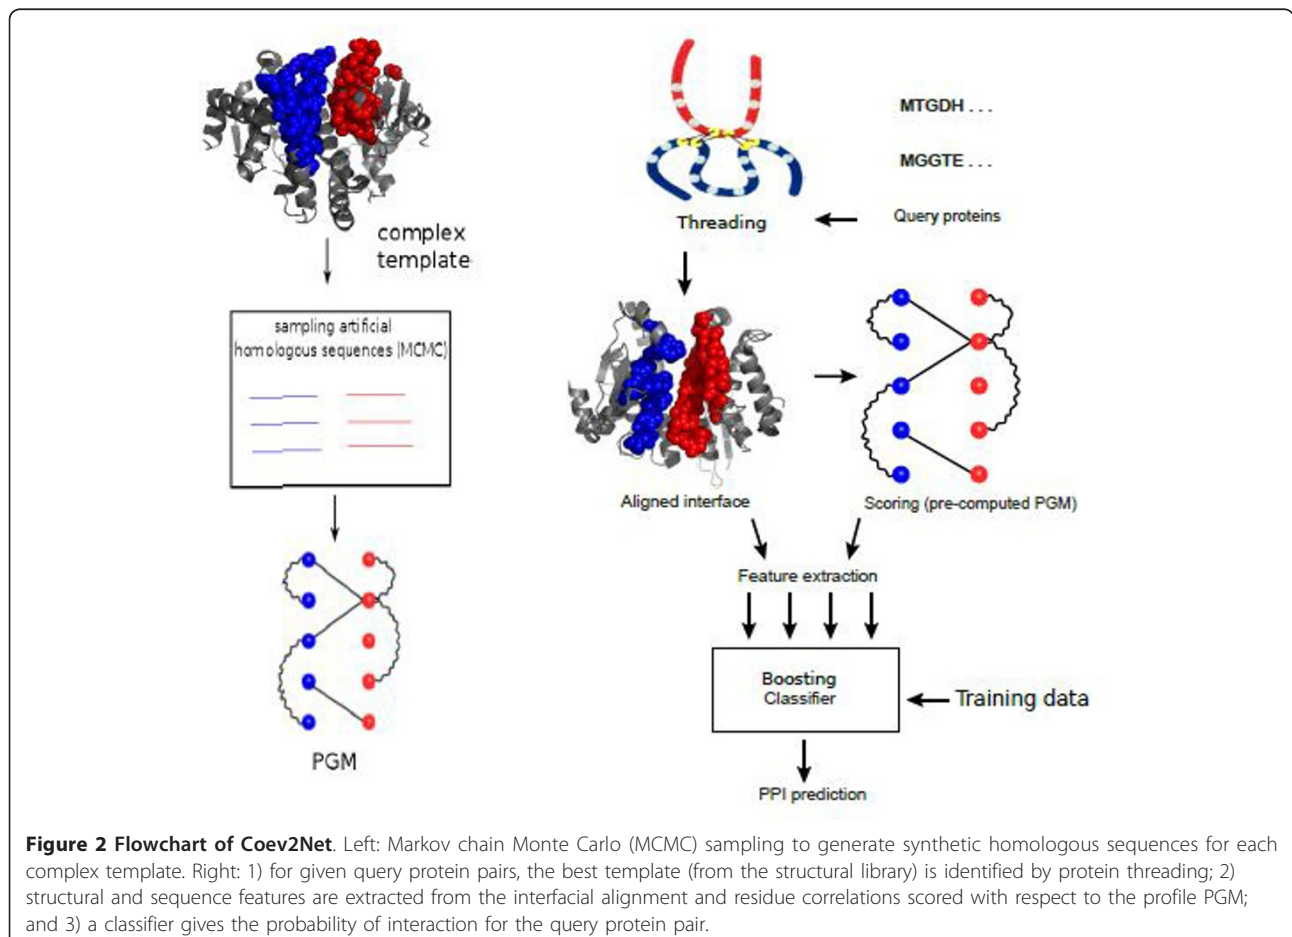 complex
template
sampling artificial
homologous sequences (MCMC)
PGM
MTGDH . . .
MGGTE . . .
Query proteins
Threading
Aligned interface
Scoring (pre-computed PGM)
Feature extraction
Boosting
Classifier
Training data
PPI prediction
Figure 2 Flowchart of Coev2Net. Left: Markov chain Monte Carlo (MCMC) sampling to generate synthetic homologous sequences for each
complex template. Right: 1) for given query protein pairs, the best template (from the structural library) is identified by protein threading; 2)
structural and sequence features are extracted from the interfacial alignment and residue correlations scored with respect to the profile PGM;
and 3) a classifier gives the probability of interaction for the query protein pair.